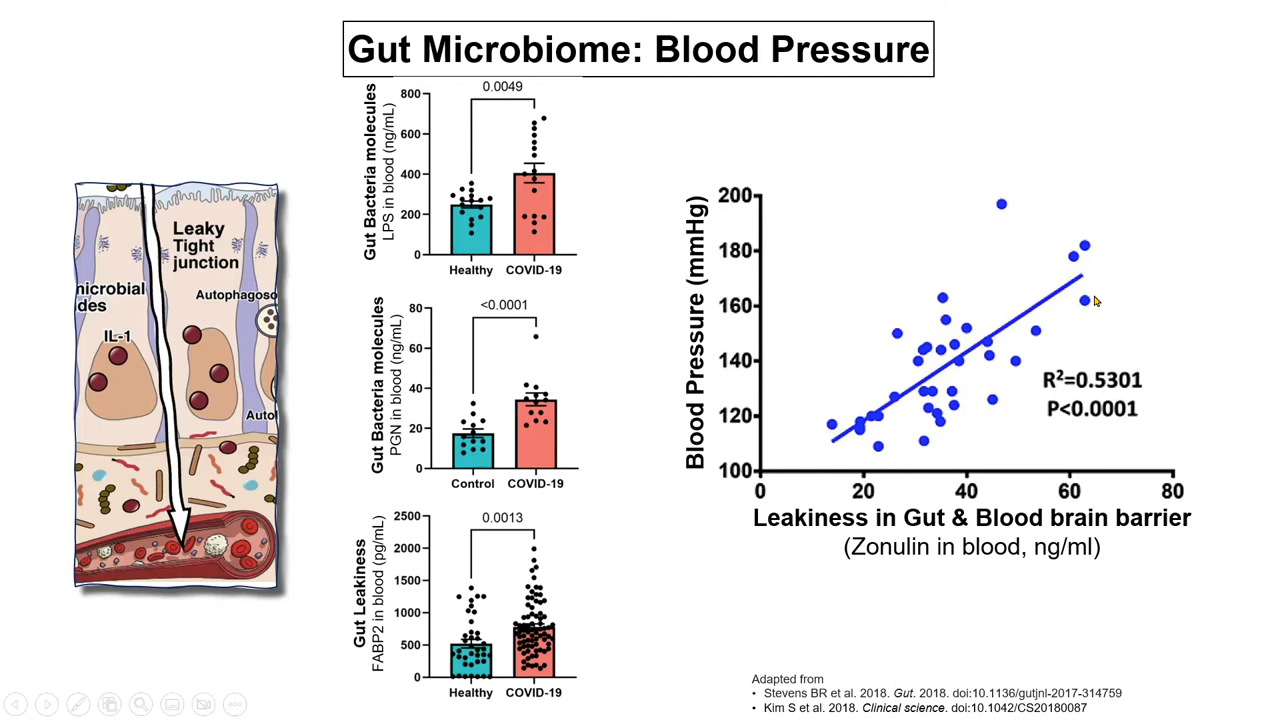 Gut Microbiome: Blood Pressure
Leaky
Tight
junction
nicrobial
des
Autophagoso
IL-1
Autol
Gut Bacteria molecules
LPS in blood (ng/mL)
0.0049
800
600
400
200
0
Healthy
COVID-19
Gut Bacteria molecules
PGN in blood (ng/mL)
<0.0001
80
60
40
20
0
Control
COVID-19
Gut Leakiness
FABP2 in blood (pg/mL)
0.0013
2500
2000
1500
1000
500
0
Healthy
COVID-19
Blood Pressure (mmHg)
200
180
160
140
120
100
R²=0.5301
P<0.0001
0 20 40 60 80
Leakiness in Gut & Blood brain barrier
(Zonulin in blood, ng/ml)
Adapted from
• Stevens BR et al. 2018. Gut. 2018. doi:10.1136/gutjnl-2017-314759
• Kim S et al. 2018. Clinical science. doi:10.1042/CS20180087